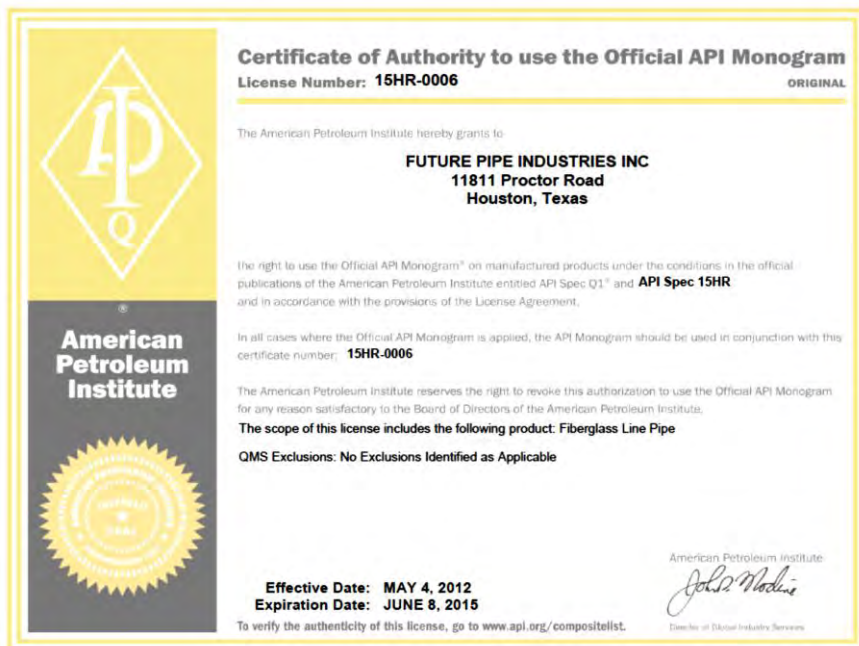 API
Q
®
American
Petroleum
Institute
Certificate of Authority to use the Official API Monogram
License Number: 15HR-0006
ORIGINAL
The American Petroleum Institute hereby grants to
FUTURE PIPE INDUSTRIES INC
11811 Proctor Road
Houston, Texas
the right to use the Official API Monogram® on manufactured products under the conditions in the official
publications of the American Petroleum Institute entitled API Spec Q1® and API Spec 15HR
and in accordance with the provisions of the License Agreement.
In all cases where the Official API Monogram is applied, the API Monogram should be used in conjunction with this
certificate number: 15HR-0006
The American Petroleum Institute reserves the right to revoke this authorization to use the Official API Monogram
for any reason satisfactory to the Board of Directors of the American Petroleum Institute.
The scope of this license includes the following product: Fiberglass Line Pipe
QMS Exclusions: No Exclusions Identified as Applicable
American Petroleum Institute
Effective Date: MAY 4, 2012
Expiration Date: JUNE 8, 2015
To verify the authenticity of this license, go to www.api.org/compositelist.
Director of Global Industry Services